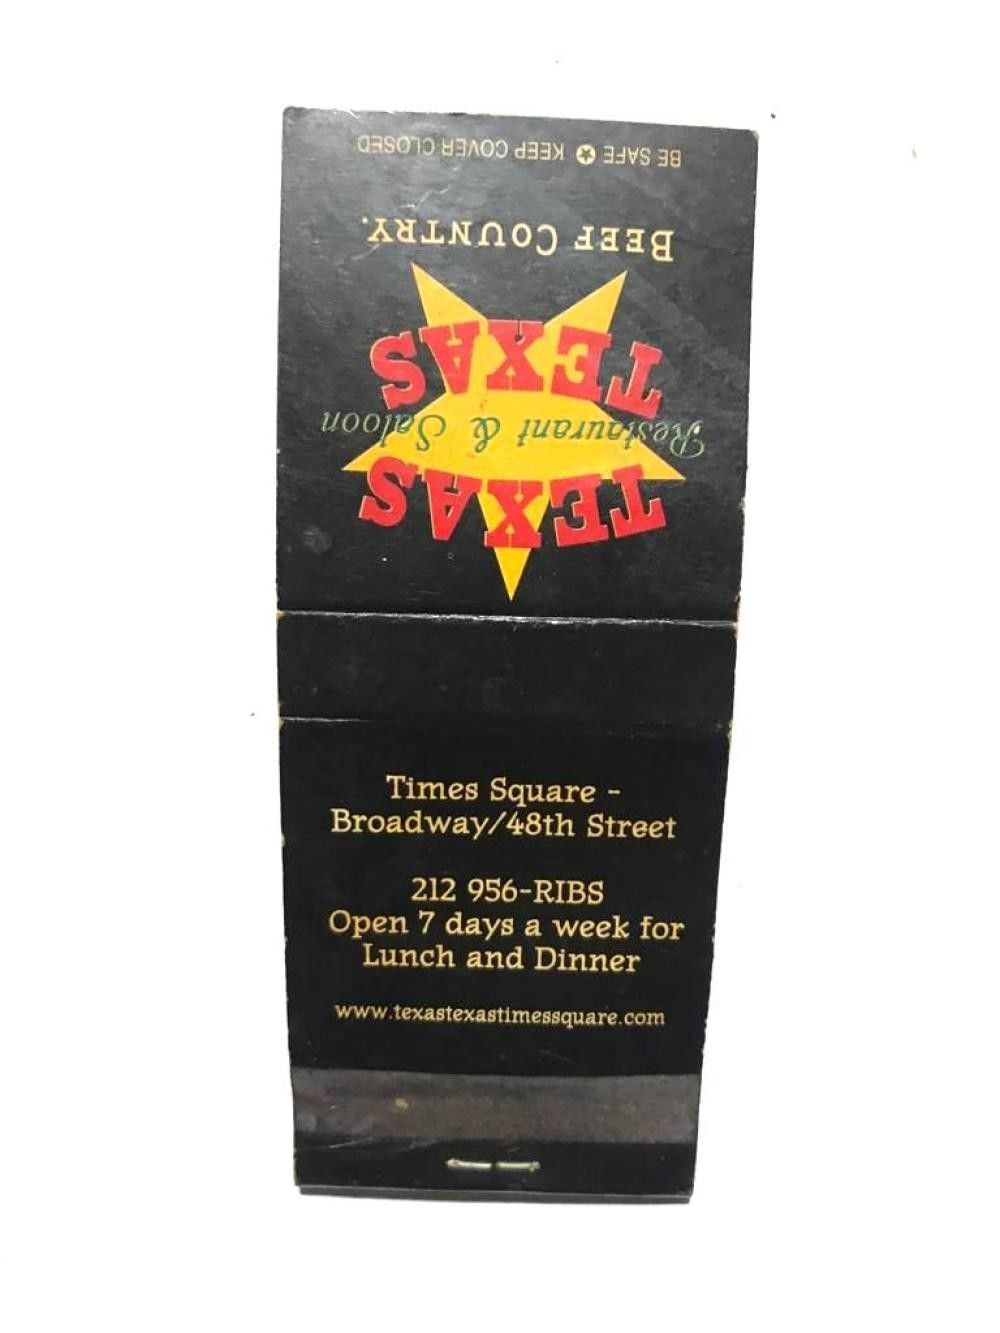 TEXAS
Restaurant & Saloon
TEXAS
BEEF COUNTRY.
BE SAFE ✪ KEEP COVER CLOSED
Times Square -
Broadway/48th Street
212 956-RIBS
Open 7 days a week for
Lunch and Dinner
www.texastexastimessquare.com